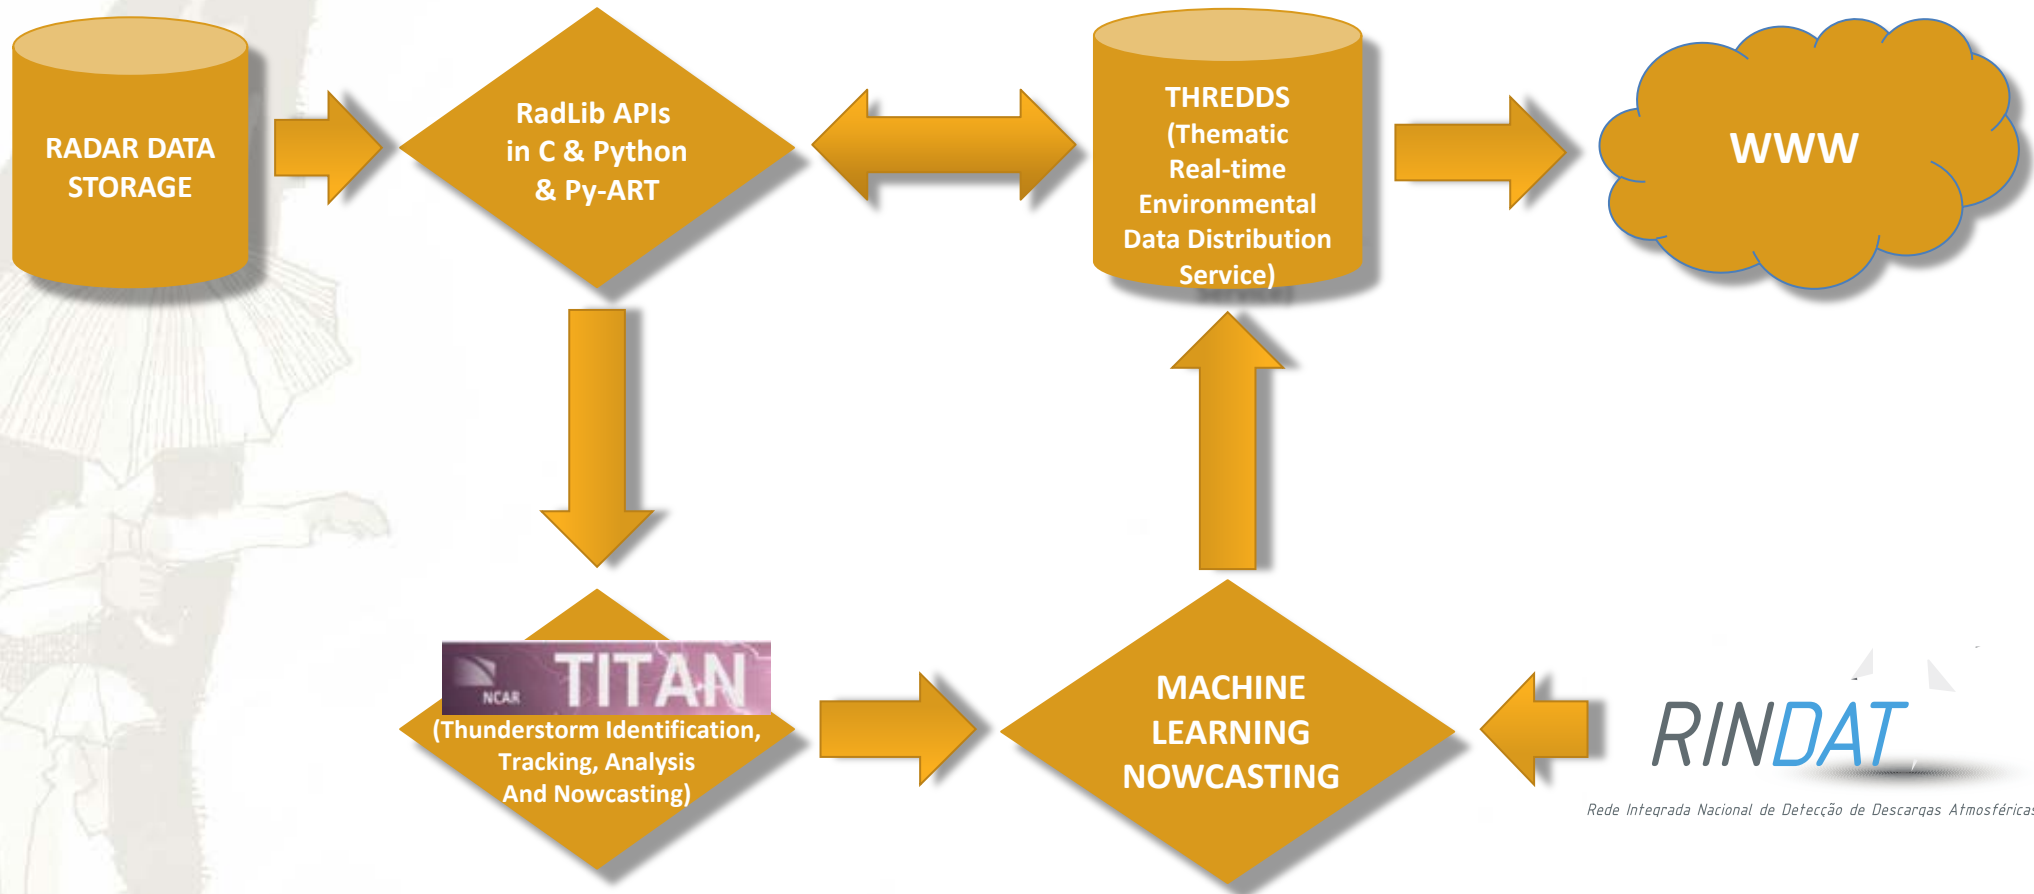 RADAR DATA
STORAGE
RadLib APIs
in C & Python
& Py-ART
THREDDS
(Thematic
Real-time
Environmental
Data Distribution
Service)
WWW
NCAR
TITAN
(Thunderstorm Identification,
Tracking, Analysis
And Nowcasting)
MACHINE
LEARNING
NOWCASTING
RINDAT
Rede Integrada Nacional de Detecção de Descargas Atmosféricas